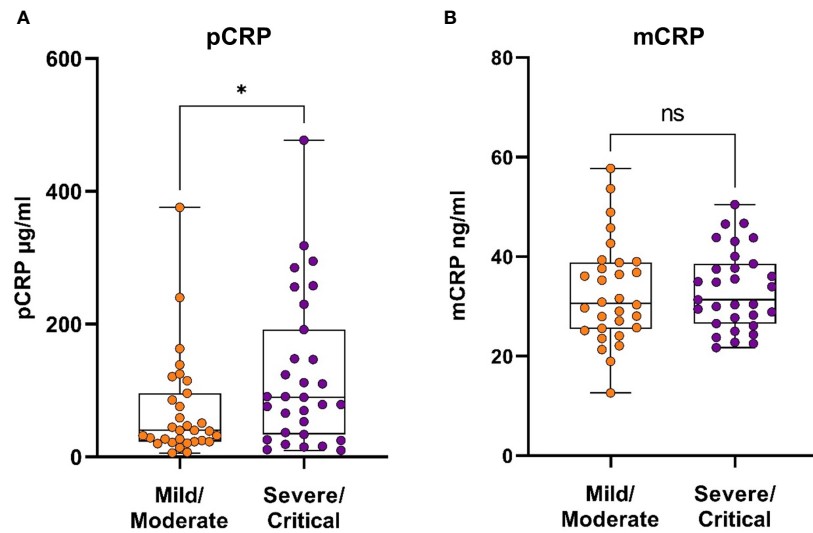 A
pCRP
600
400
200
0
pCRP µg/ml
*
Mild/
Moderate
Severe/
Critical
B
mCRP
80
60
40
20
0
mCRP ng/ml
ns
Mild/
Moderate
Severe/
Critical